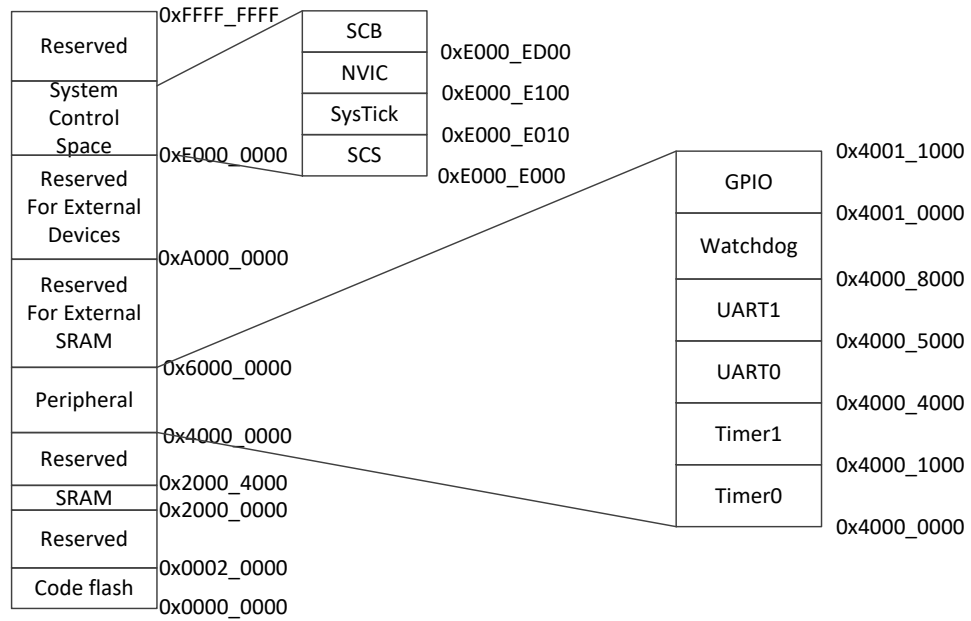 0xFFFF_FFFF
Reserved
System
Control
Space
0xE000_0000
Reserved
For External
Devices
0xA000_0000
Reserved
For External
SRAM
0x6000_0000
Peripheral
0x4000_0000
Reserved
0x2000_4000
SRAM
0x2000_0000
Reserved
0x0002_0000
Code flash
0x0000_0000
SCB
0xE000_ED00
NVIC
0xE000_E100
SysTick
0xE000_E010
SCS
0xE000_E000
0x4001_1000
GPIO
0x4001_0000
Watchdog
0x4000_8000
UART1
0x4000_5000
UART0
0x4000_4000
Timer1
0x4000_1000
Timer0
0x4000_0000